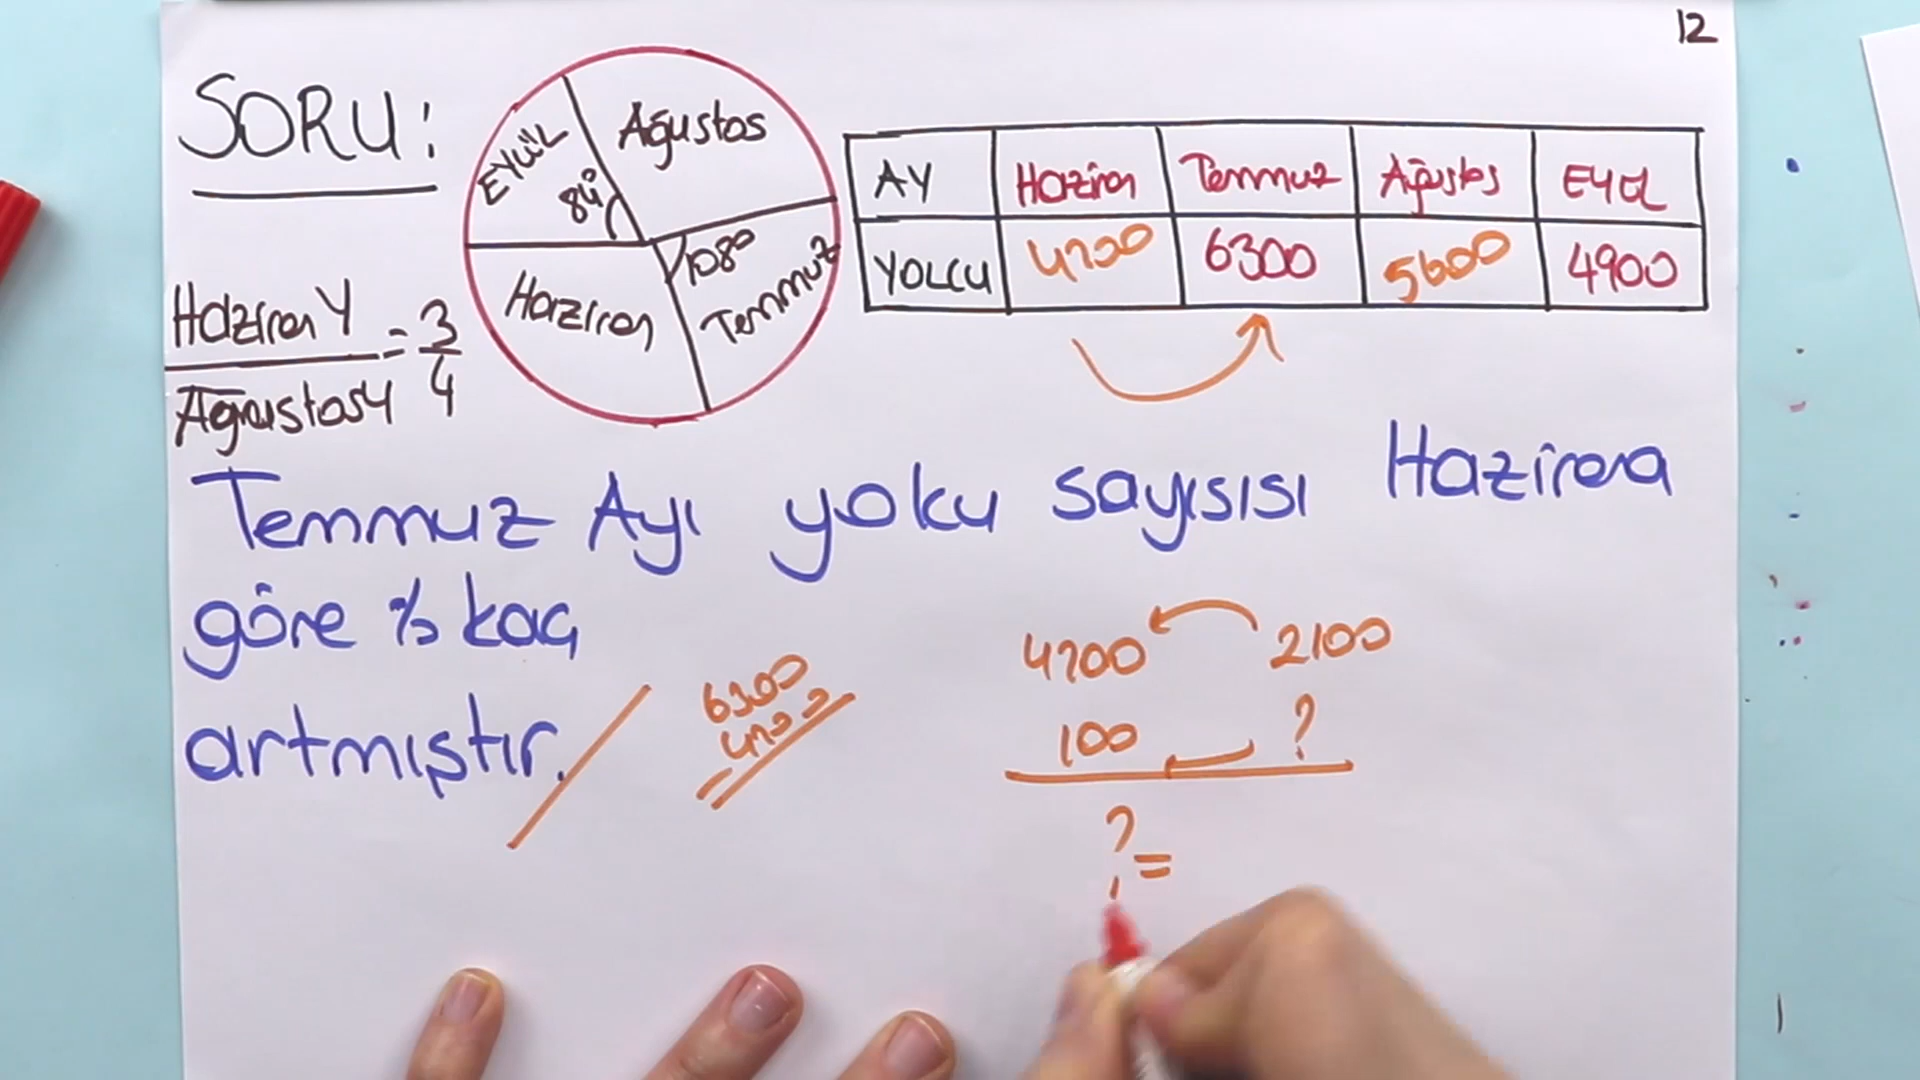 12
SORU:
EYLÜL
84°
Ağustos
Haziran
108°
Temmuz
Haziran Y
Ağustos Y
= 3
4
AY Haziran Temmuz Ağustos EYLÜL
YOLCU 4200 6300 5600 4900
Temmuz Ayı yolcu sayısısı Hazirana
göre % kaç
artmıştır.
6300
4200
4200 2100
100 ?
? =